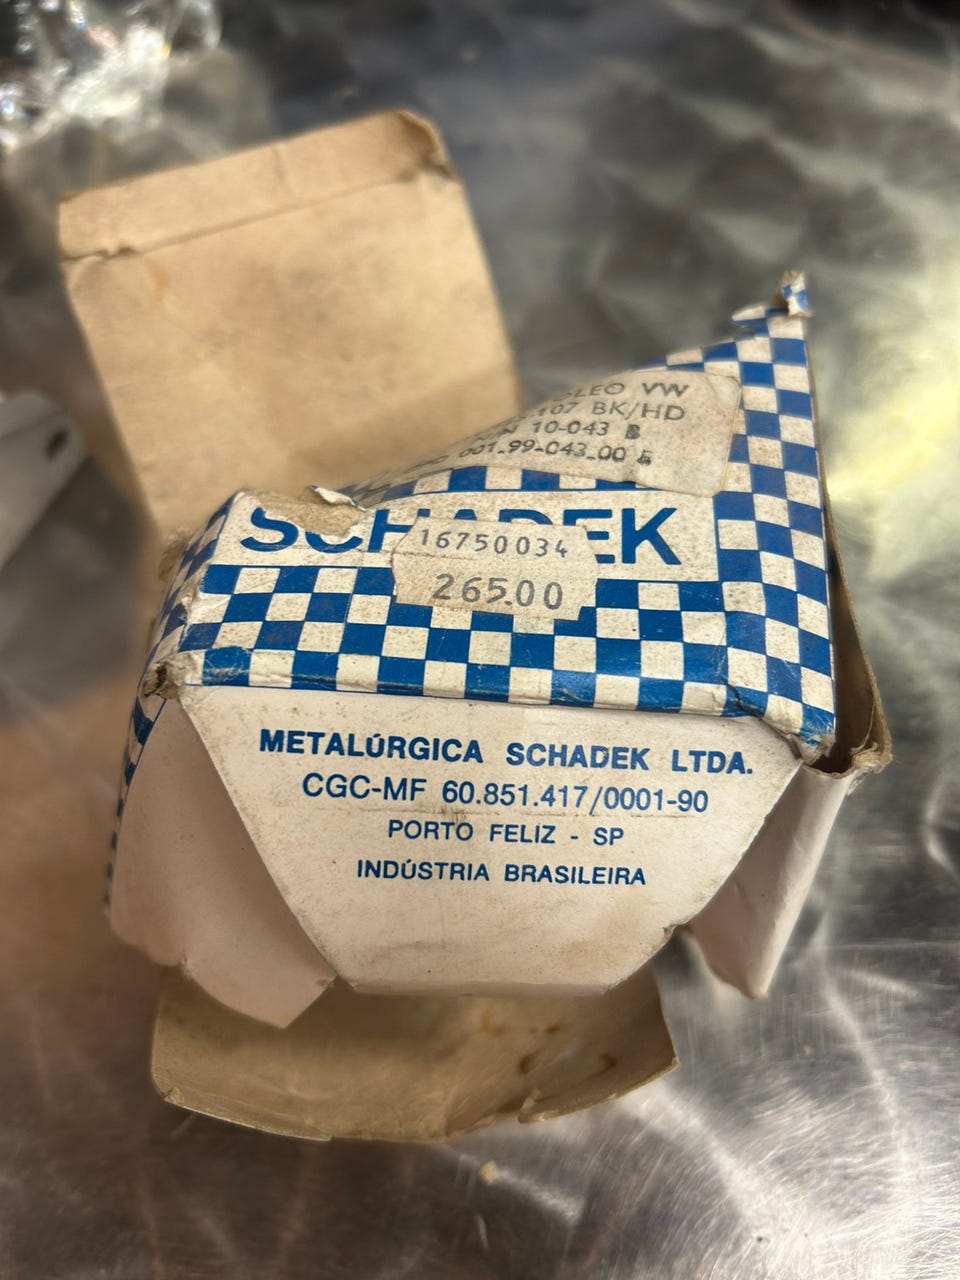 OLEO VW
107 BK/HD
10-043 B
001.99-043.00
SCHADEK
16750034
265.00
METALÚRGICA SCHADEK LTDA.
CGC-MF 60.851.417/0001-90
PORTO FELIZ - SP
INDÚSTRIA BRASILEIRA